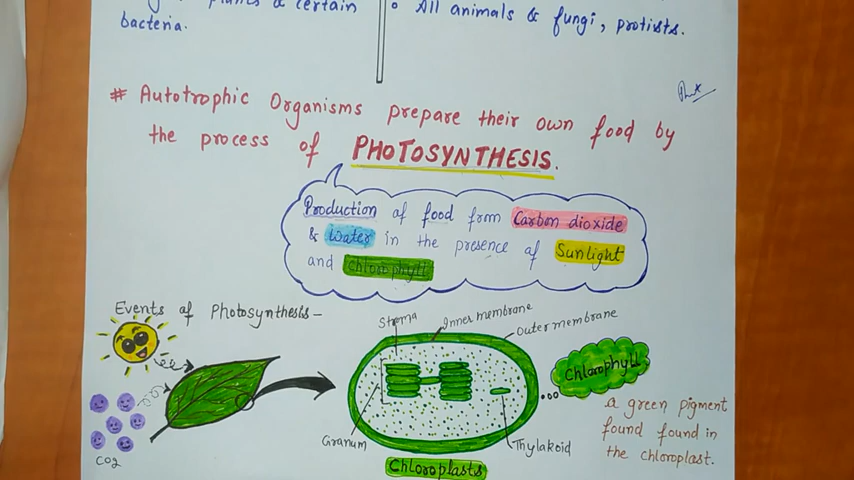 plants & certain
bacteria.
All animals & fungi, protists.
# Autotrophic Organisms prepare their own food by
the process of PHOTOSYNTHESIS.
Production of food from Carbon dioxide
& Water in the presence of Sunlight
and chlorophyll
Events of Photosynthesis -
Stroma
Inner membrane
Outer membrane
Chlorophyll
a green pigment
found found in
the chloroplast.
Granum
Thylakoid
CO2
Chloroplasts